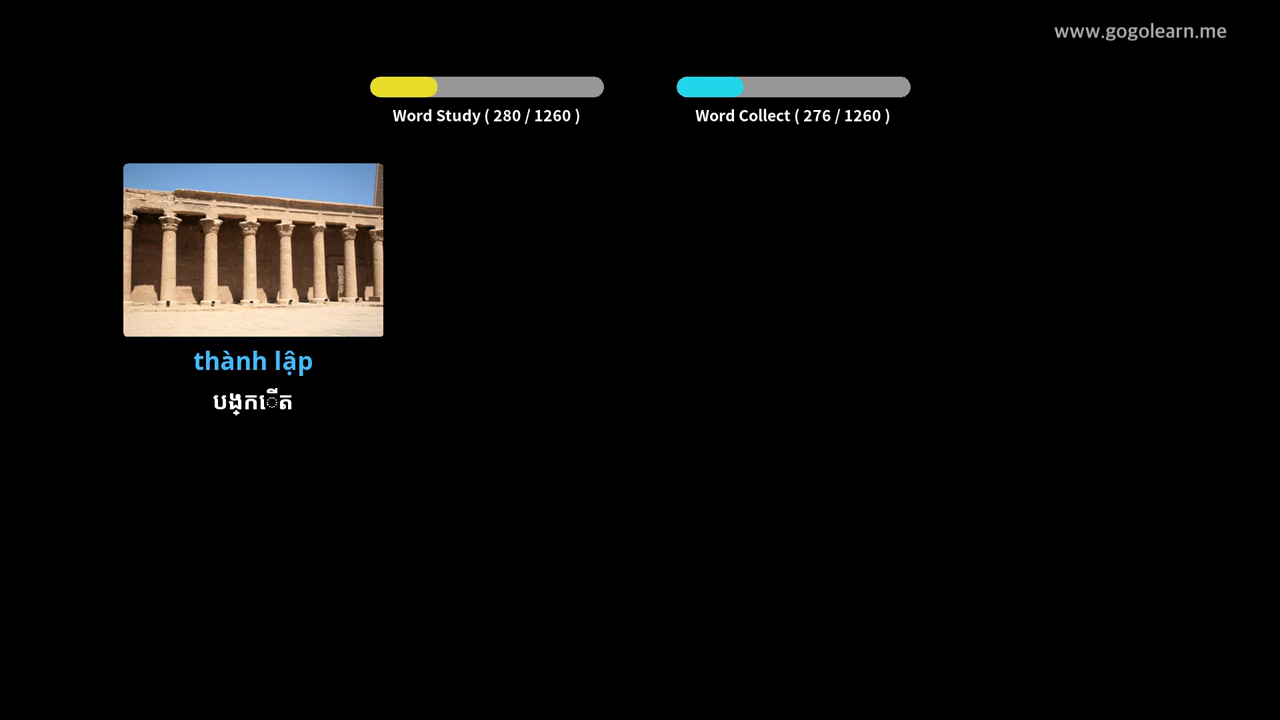 www.gogolearn.me
Word Study ( 280 / 1260 )
Word Collect ( 276 / 1260 )
thành lập
បង្កើត